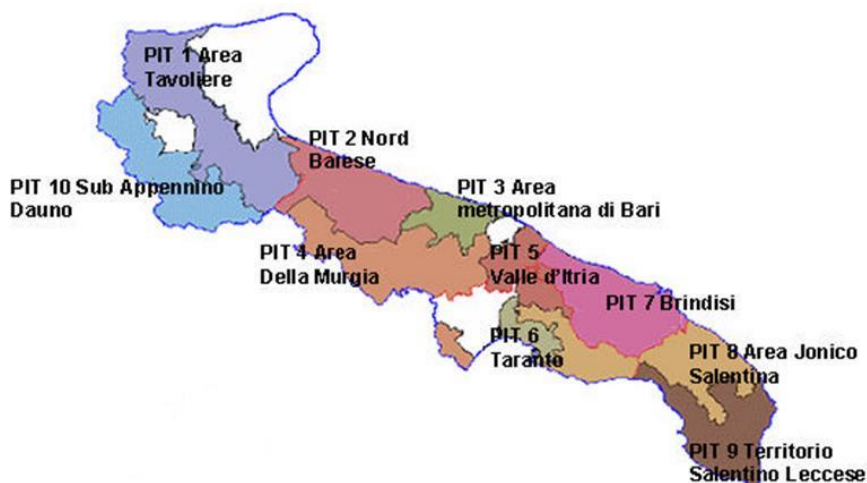 PIT 1 Area
Tavoliere
PIT 2 Nord
Barese
PIT 10 Sub Appennino
Dauno
PIT 3 Area
metropolitana di Bari
PIT 4 Area
Della Murgia
PIT 5
Valle d'Itria
PIT 7 Brindisi
PIT 6
Taranto
PIT 8 Area Jonico
Salentina
PIT 9 Territorio
Salentino Leccese